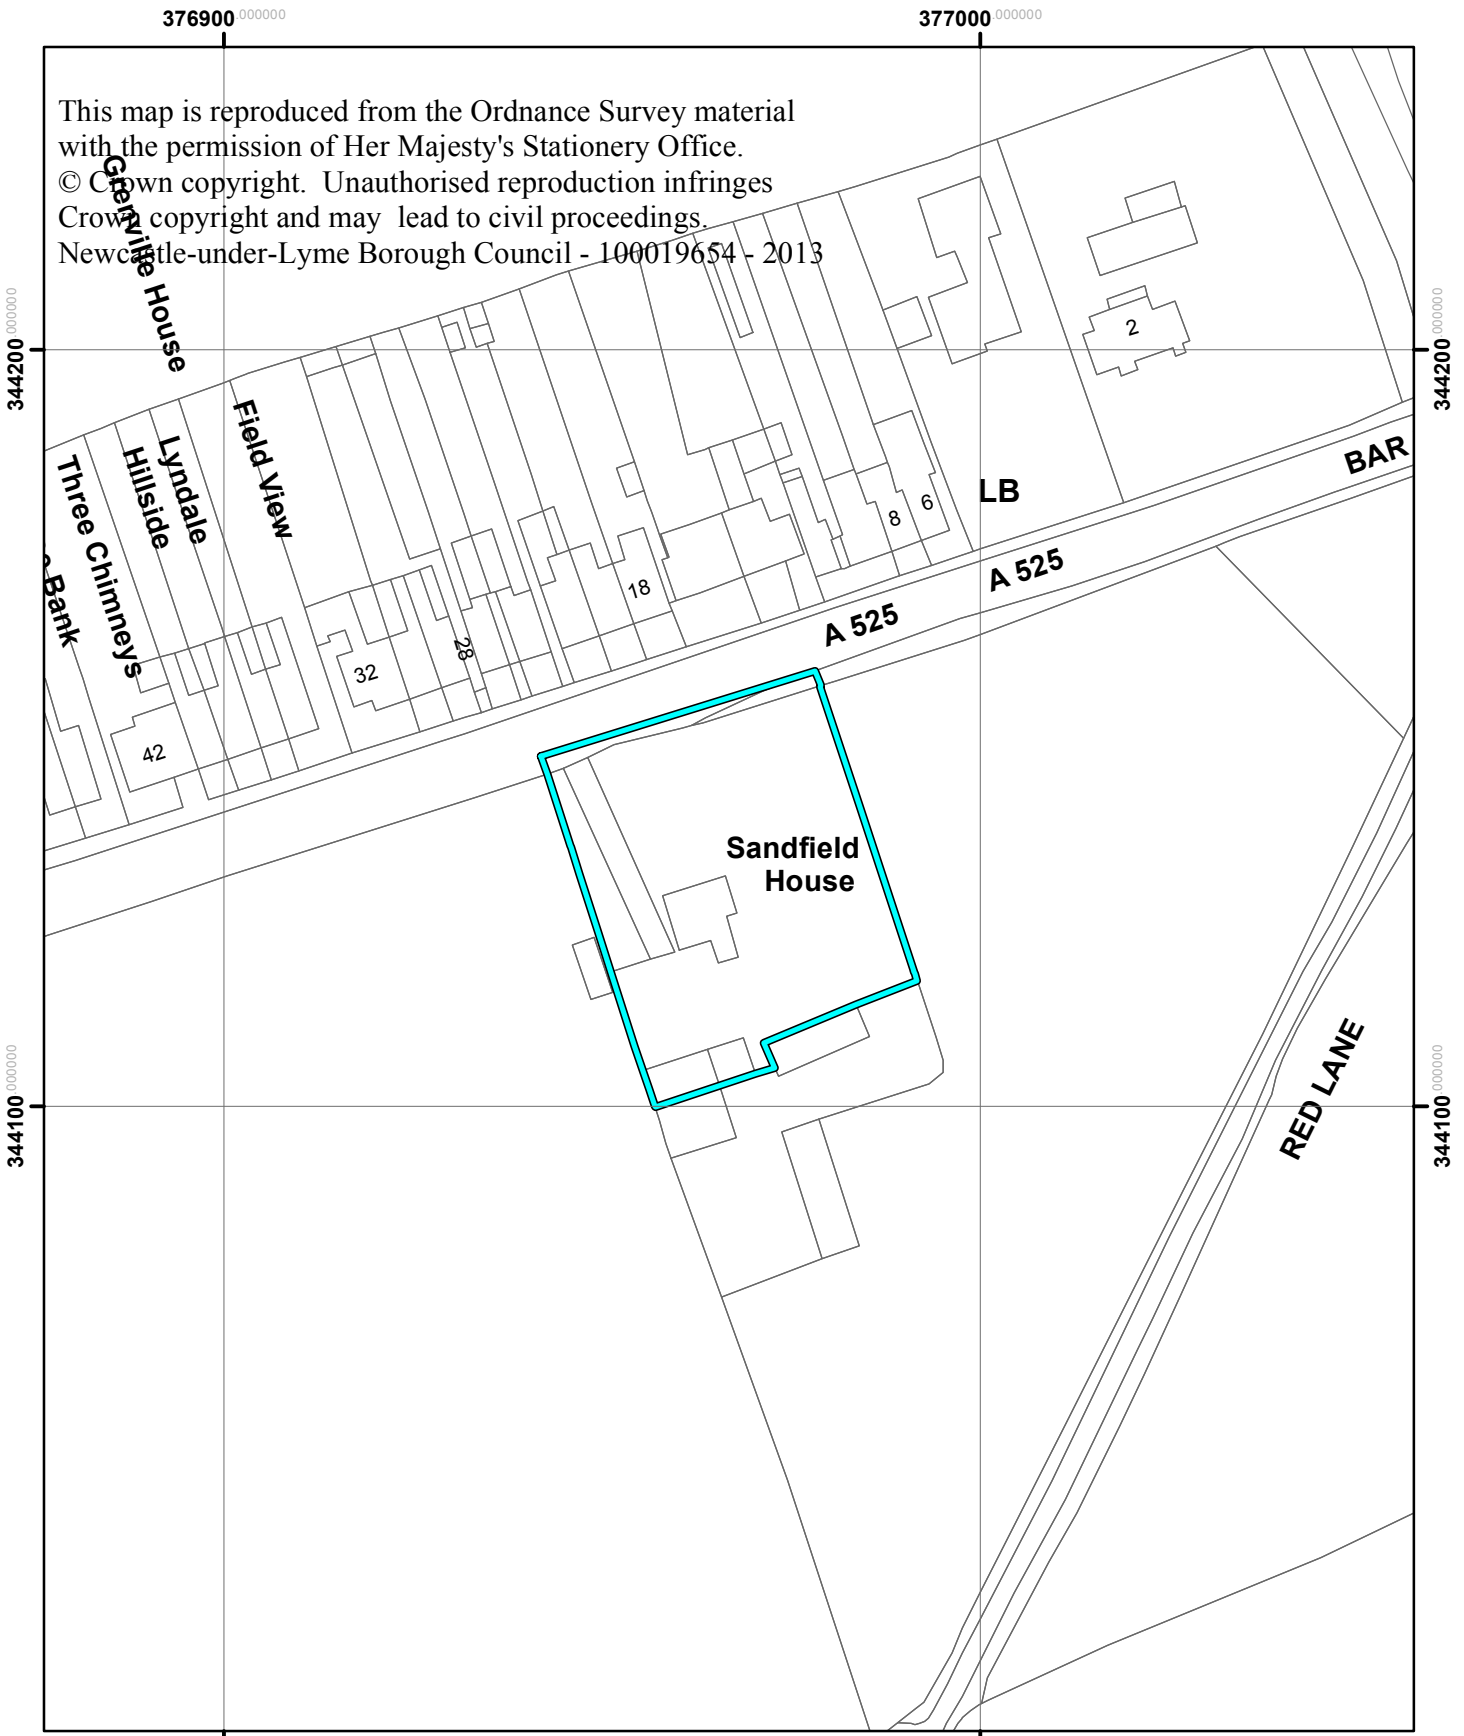 376900.000000
377000.000000
This map is reproduced from the Ordnance Survey material
with the permission of Her Majesty's Stationery Office.
© Crown copyright.  Unauthorised reproduction infringes
Crown copyright and may  lead to civil proceedings.
Newcastle-under-Lyme Borough Council - 100019654 - 2013
Grenville House
344200.000000
344200.000000
2
Field View
Lyndale
Hillside
Three Chimneys
Bank
BAR
LB
6
8
A 525
A 525
18
28
32
42
Sandfield
House
RED LANE
344100.000000
344100.000000